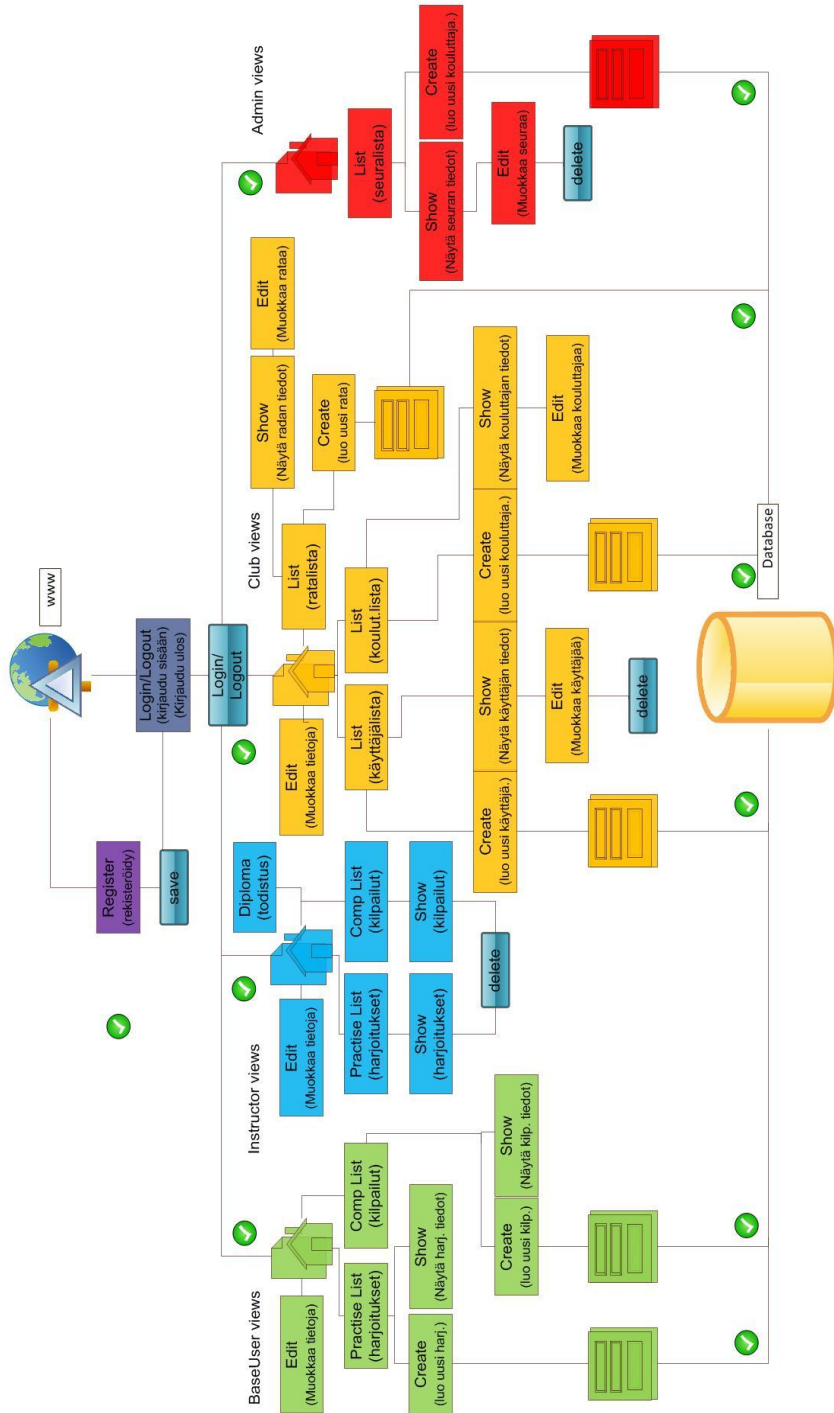 www
Register
(rekisteröidy)
save
Login/Logout
(kirjaudu sisään)
(Kirjaudu ulos)
Login/
Logout
BaseUser views
Edit
(Muokkaa tietoja)
Practise List
(harjoitukset)
Comp List
(kilpailut)
Create
(luo uusi harj.)
Show
(Näytä harj. tiedot)
Create
(luo uusi kilp.)
Show
(Näytä kilp. tiedot)
Instructor views
Edit
(Muokkaa tietoja)
Diploma
(todistus)
Practise List
(harjoitukset)
Comp List
(kilpailut)
Show
(harjoitukset)
Show
(kilpailut)
delete
Club views
Edit
(Muokkaa tietoja)
List
(ratalista)
Show
(Näytä radan tiedot)
Edit
(Muokkaa rataa)
Create
(luo uusi rata)
List
(käyttäjälista)
List
(koulut.lista)
Create
(luo uusi käyttäjä.)
Show
(Näytä käyttäjän tiedot)
Create
(luo uusi kouluttaja.)
Show
(Näytä kouluttajan tiedot)
Edit
(Muokkaa käyttäjää)
delete
Edit
(Muokkaa kouluttajaa)
Admin views
List
(seuralista)
Show
(Näytä seuran tiedot)
Create
(luo uusi kouluttaja.)
Edit
(Muokkaa seuraa)
delete
Database